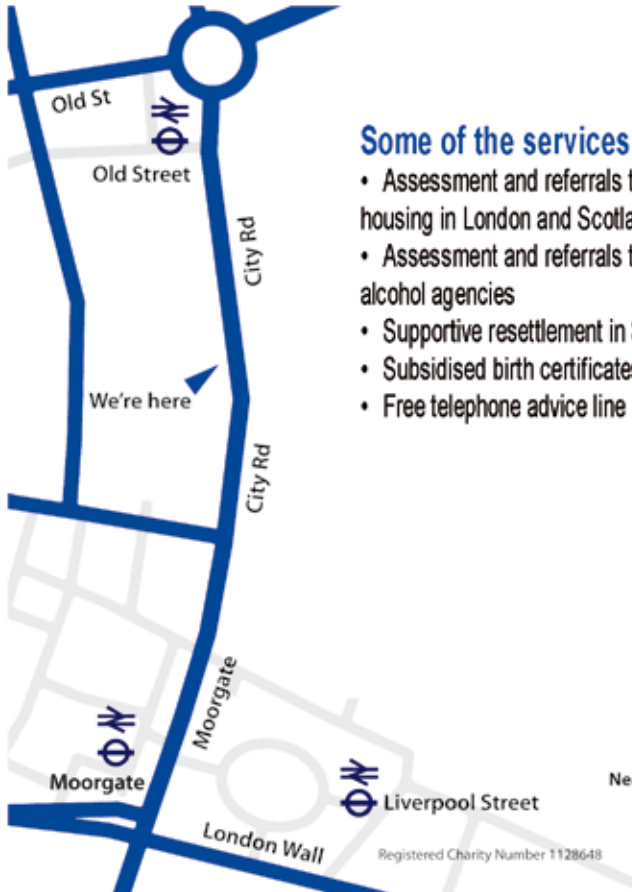 Old St
Old Street
City Rd
We're here
City Rd
Moorgate
Moorgate
Liverpool Street
London Wall
Some of the services
• Assessment and referrals t
housing in London and Scotla
• Assessment and referrals t
alcohol agencies
• Supportive resettlement in
• Subsidised birth certificates
• Free telephone advice line
Ne
Registered Charity Number 1128648